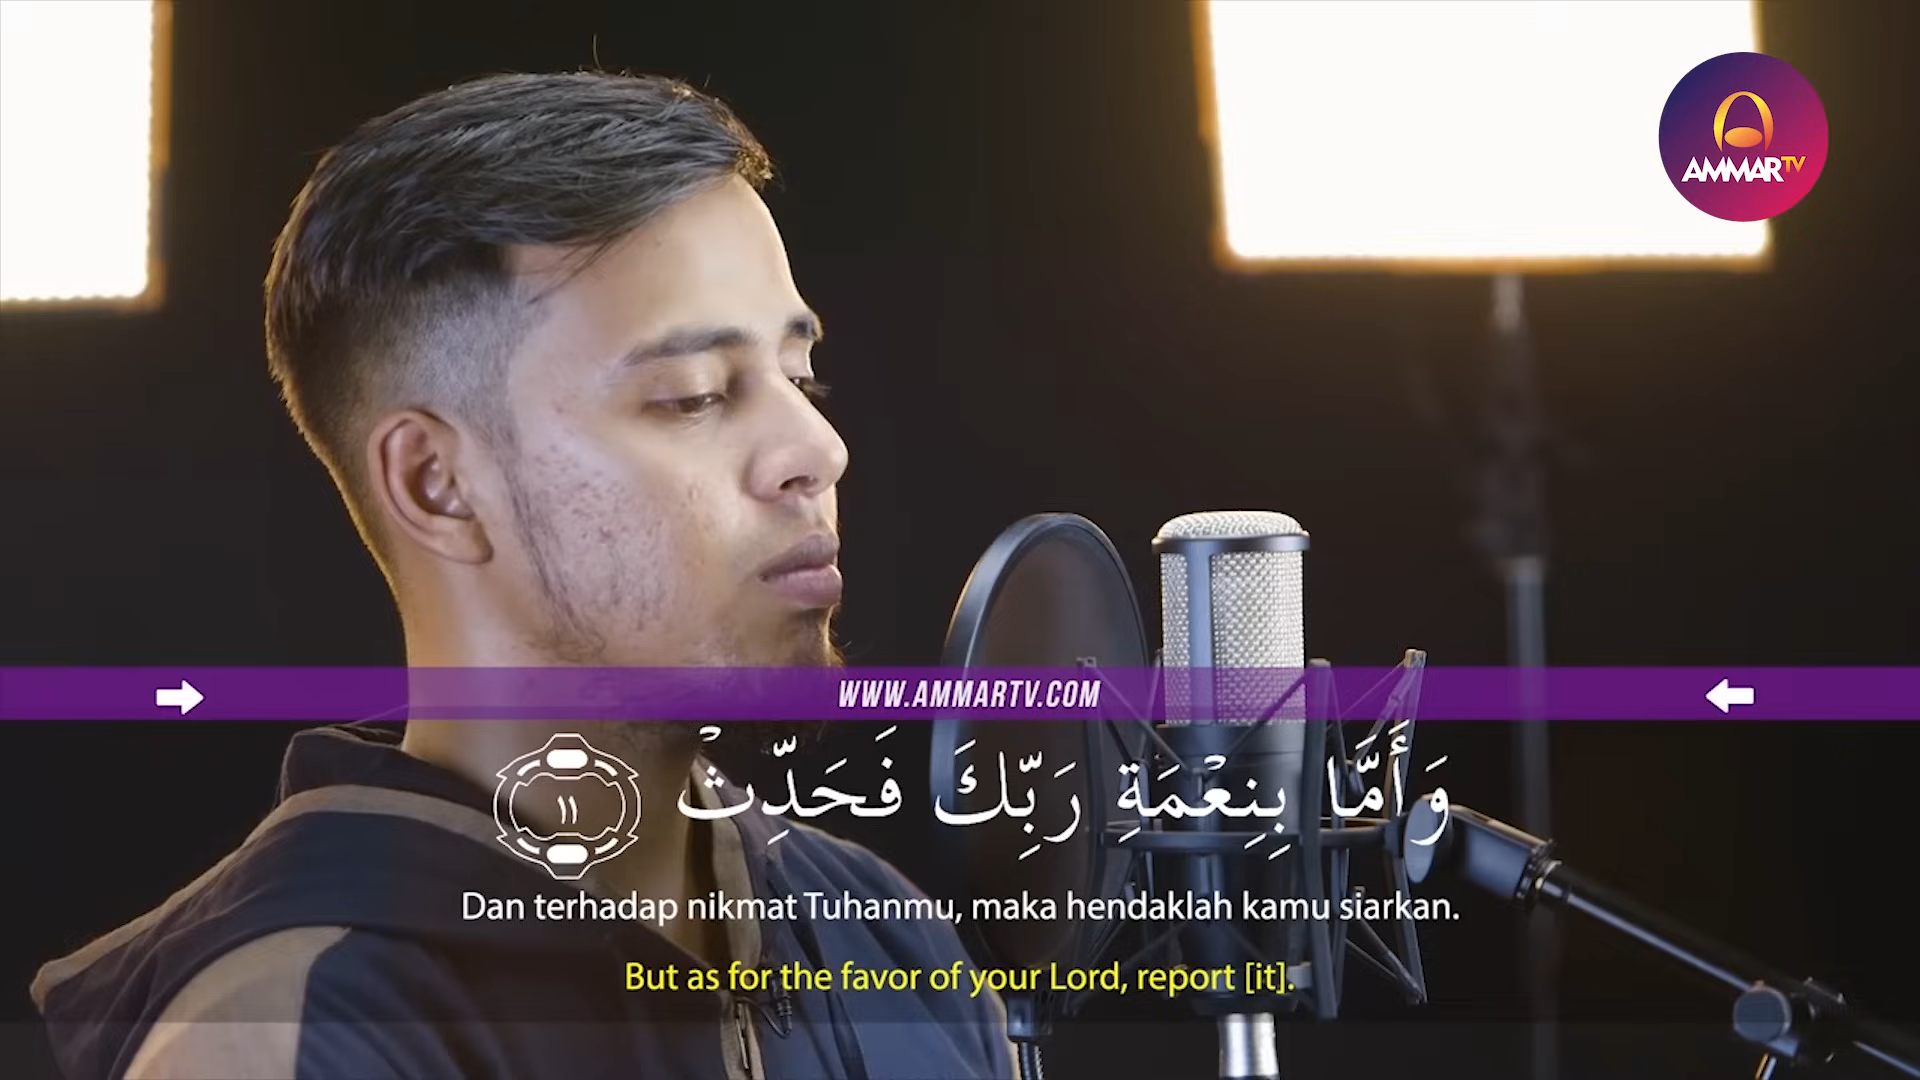 AMMARTV
WWW.AMMARTV.COM
وَأَمَّا بِنِعْمَةِ رَبِّكَ فَحَدِّثْ ١١
Dan terhadap nikmat Tuhanmu, maka hendaklah kamu siarkan.
But as for the favor of your Lord, report [it].